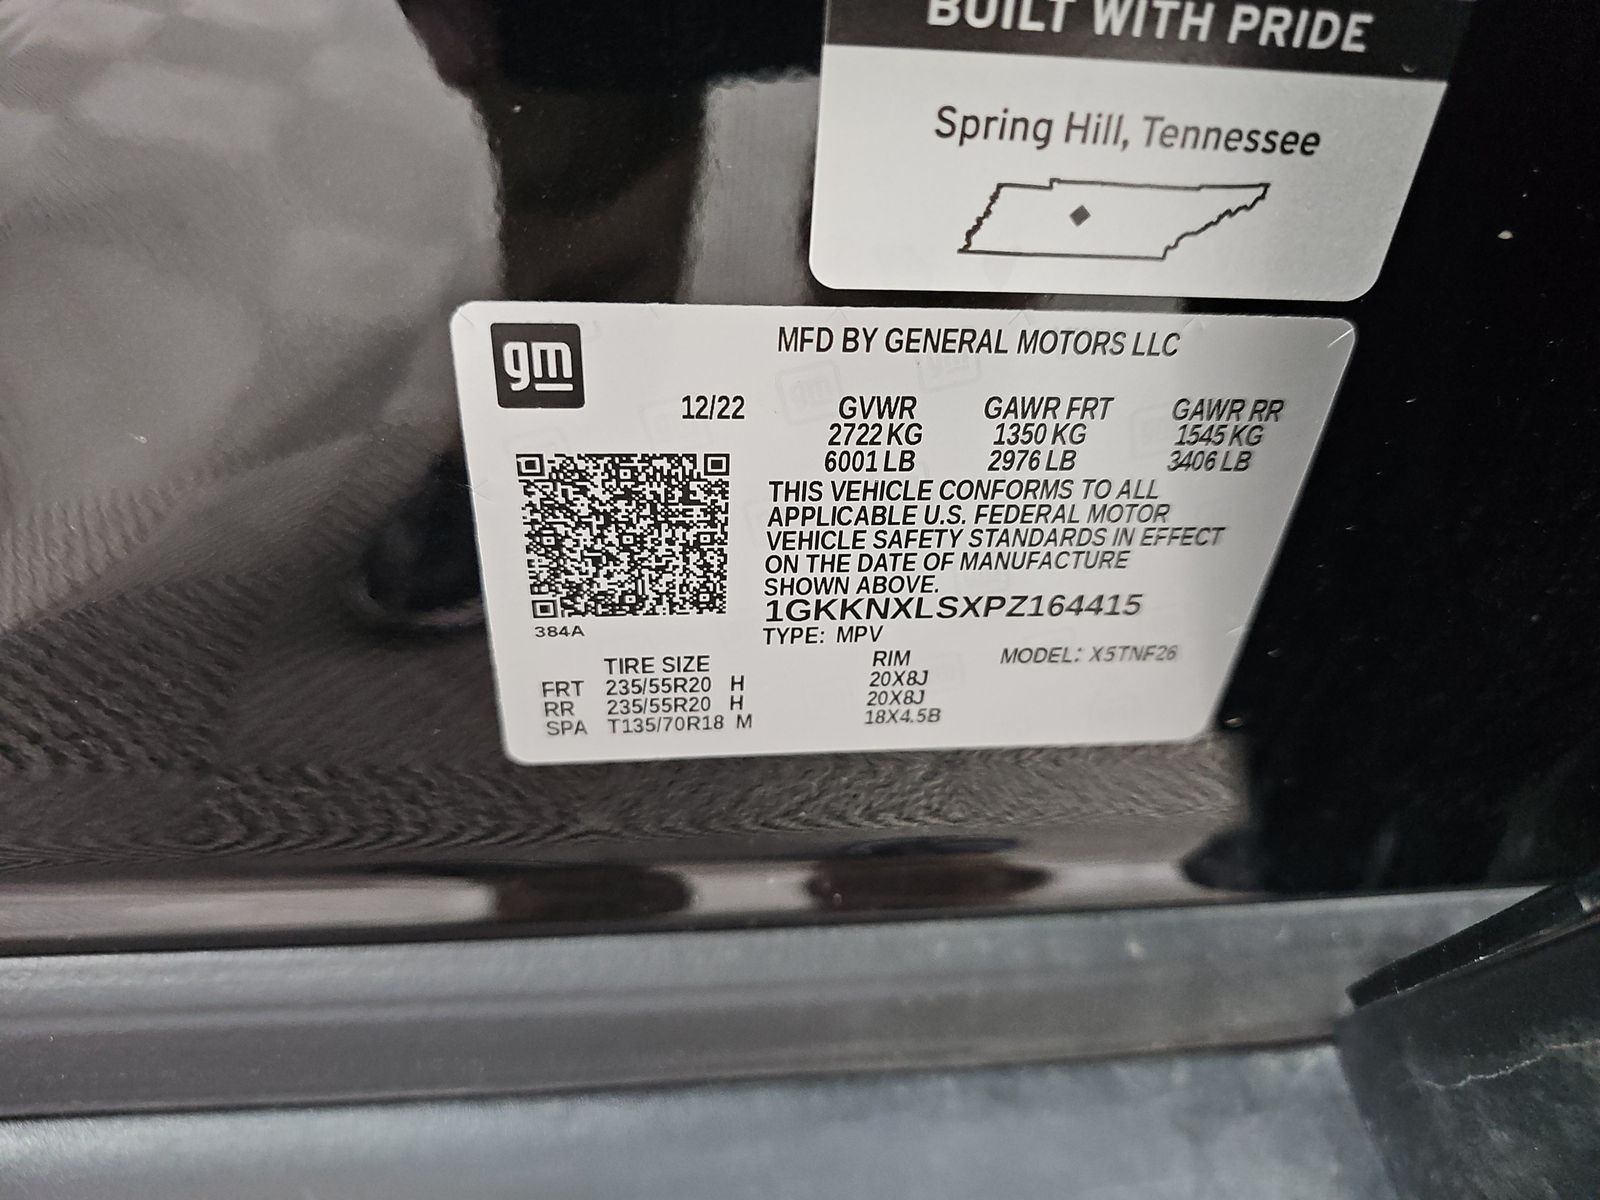 BUILT WITH PRIDE
Spring Hill, Tennessee
gm
MFD BY GENERAL MOTORS LLC
12/22 GVWR GAWR FRT GAWR RR
2722 KG 1350 KG 1545 KG
6001 LB 2976 LB 3406 LB
THIS VEHICLE CONFORMS TO ALL
APPLICABLE U.S. FEDERAL MOTOR
VEHICLE SAFETY STANDARDS IN EFFECT
ON THE DATE OF MANUFACTURE
SHOWN ABOVE.
1GKKNXLSXPZ164415
384A
TYPE: MPV
TIRE SIZE RIM MODEL: X5TNF26
FRT 235/55R20 H 20X8J
RR 235/55R20 H 20X8J
SPA T135/70R18 M 18X4.5B